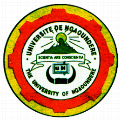 UNIVERSITE DE NGAOUNDERE
SCIENTIA ARS CONSCIENTIA
THE UNIVERSITY OF NGAOUNDERE